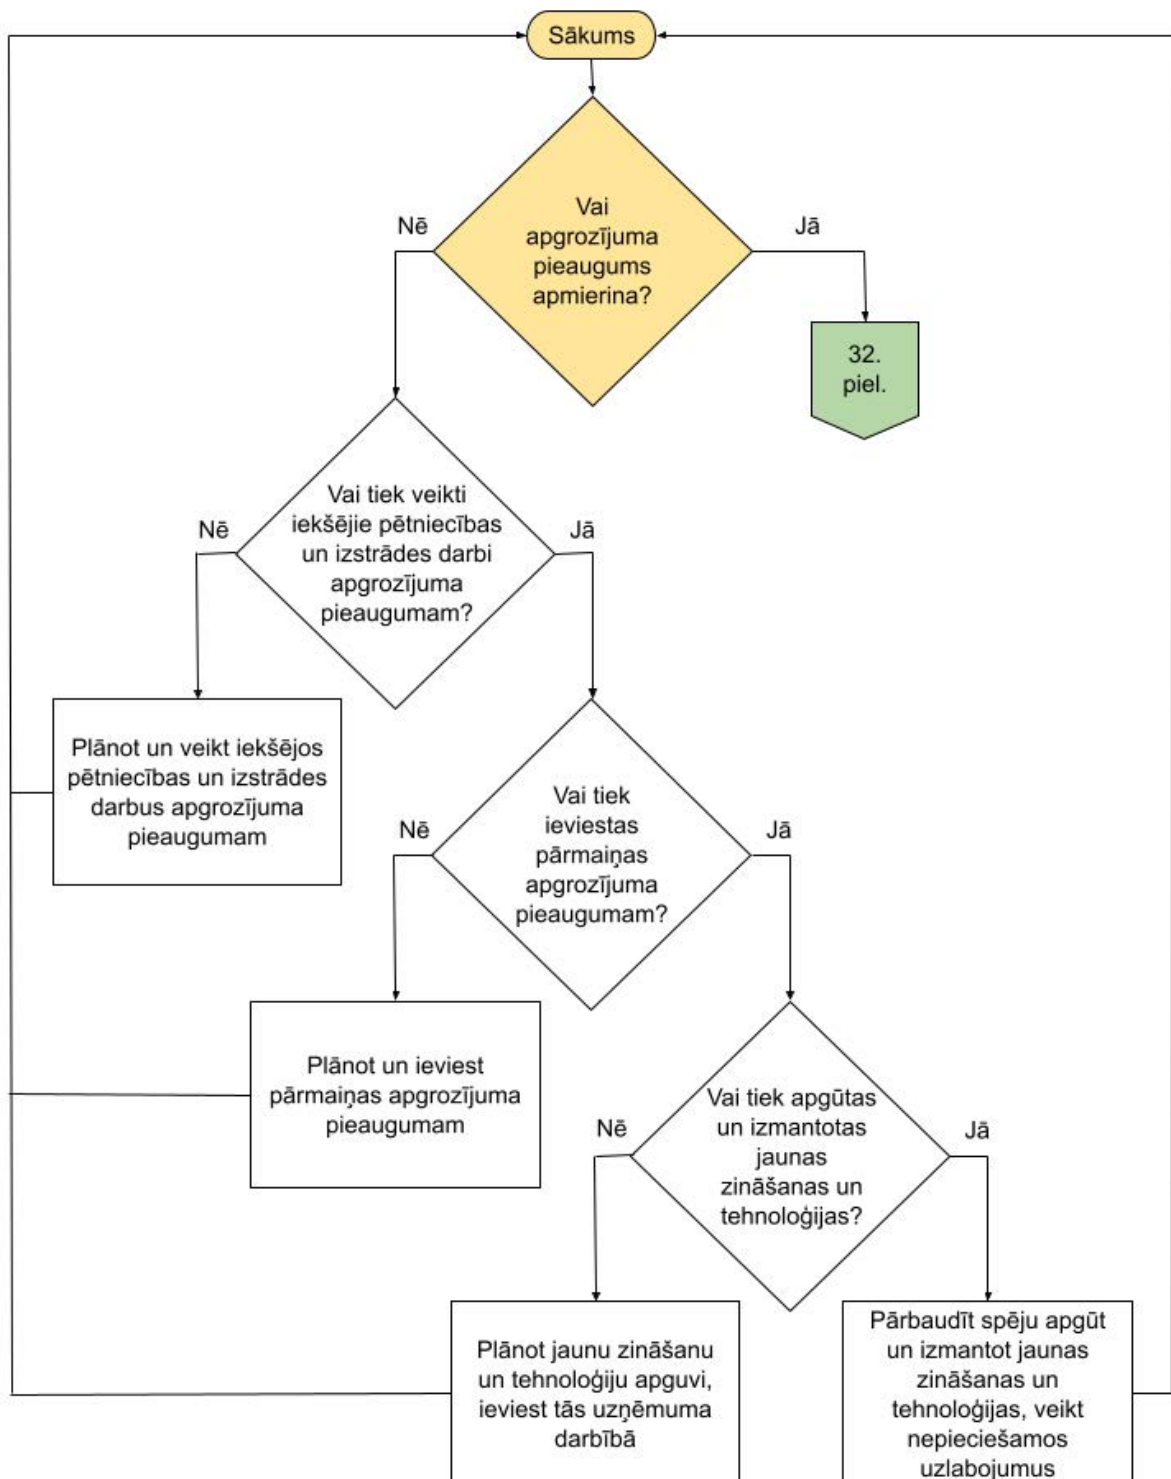 Sākums
Vai
apgrozījuma
pieaugums
apmierina?
Nē
Jā
32.
piel.
Vai tiek veikti
iekšējie pētniecības
un izstrādes darbi
apgrozījuma
pieaugumam?
Nē
Jā
Plānot un veikt iekšējos
pētniecības un izstrādes
darbus apgrozījuma
pieaugumam
Vai tiek
ieviestas
pārmaiņas
apgrozījuma
pieaugumam?
Nē
Jā
Plānot un ieviest
pārmaiņas apgrozījuma
pieaugumam
Vai tiek apgūtas
un izmantotas
jaunas
zināšanas un
tehnoloģijas?
Nē
Jā
Plānot jaunu zināšanu
un tehnoloģiju apguvi,
ieviest tās uzņēmuma
darbībā
Pārbaudīt spēju apgūt
un izmantot jaunas
zināšanas un
tehnoloģijas, veikt
nepieciešamos
uzlabojumus